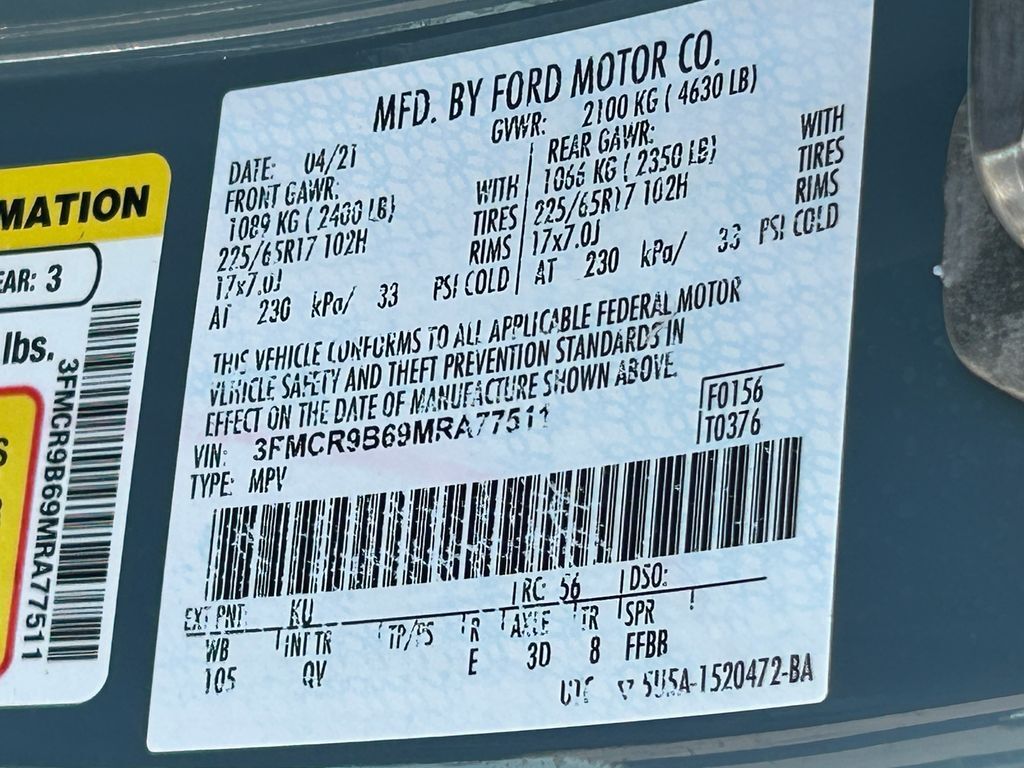 MATION
EAR: 3
lbs.
3FMCR9B69MRA77511
S
MFD. BY FORD MOTOR CO.
DATE: 04/21 GVWR: 2100 KG ( 4630 LB)
FRONT GAWR: REAR GAWR:
1089 KG ( 2400 LB) WITH 1066 KG ( 2350 LB) WITH
225/65R17 102H TIRES 225/65R17 102H TIRES
17x7.0J RIMS 17x7.0J RIMS
AT 230 kPa/ 33 PSI COLD AT 230 kPa/ 33 PSI COLD
THIS VEHICLE CONFORMS TO ALL APPLICABLE FEDERAL MOTOR
VEHICLE SAFETY AND THEFT PREVENTION STANDARDS IN
EFFECT ON THE DATE OF MANUFACTURE SHOWN ABOVE.
VIN: 3FMCR9B69MRA77511 F0156
TYPE: MPV T0376
EXT PNT: KU RC: 56 DSO:
WB INT TR TP/PS R AXLE TR SPR
105 QV E 3D 8 FFBB
5U5A-1520472-BA